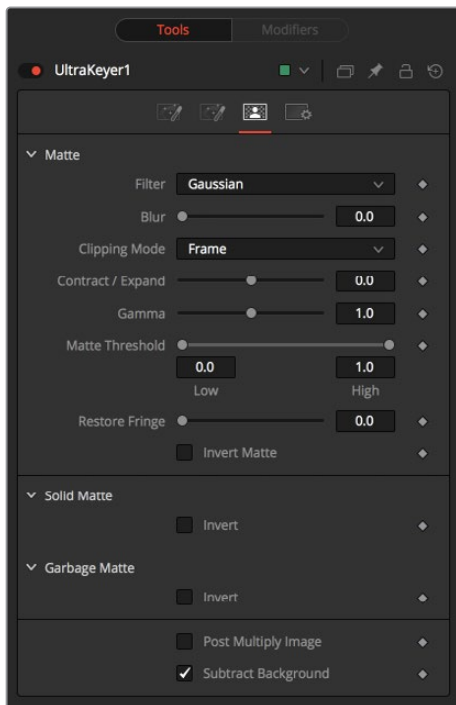 Tools Modifiers
UltraKeyer1
Matte
Filter Gaussian
Blur 0.0
Clipping Mode Frame
Contract / Expand 0.0
Gamma 1.0
Matte Threshold
0.0 1.0
Low High
Restore Fringe 0.0
Invert Matte
Solid Matte
Invert
Garbage Matte
Invert
Post Multiply Image
Subtract Background